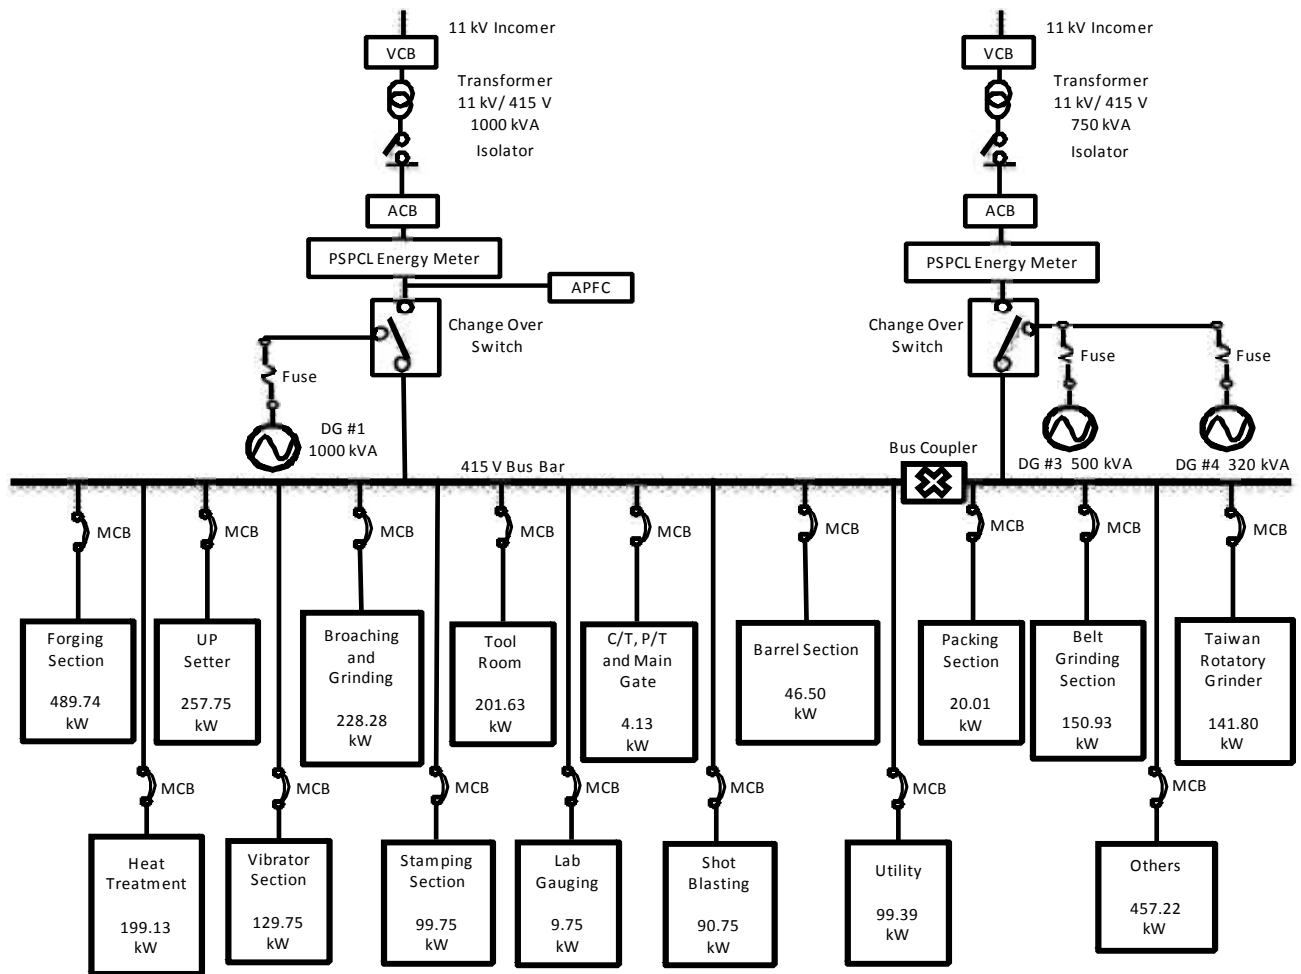 11 kV Incomer
VCB
Transformer
11 kV/ 415 V
1000 kVA
Isolator
ACB
PSPCL Energy Meter
APFC
Change Over
Switch
Fuse
DG #1
1000 kVA
11 kV Incomer
VCB
Transformer
11 kV/ 415 V
750 kVA
Isolator
ACB
PSPCL Energy Meter
Change Over
Switch
Fuse
Fuse
DG #3 500 kVA
DG #4 320 kVA
Bus Coupler
415 V Bus Bar
MCB
MCB
MCB
MCB
MCB
MCB
MCB
MCB
MCB
Forging
Section
489.74
kW
UP
Setter
257.75
kW
Broaching
and
Grinding
228.28
kW
Tool
Room
201.63
kW
C/T, P/T
and Main
Gate
4.13
kW
Barrel Section
46.50
kW
Packing
Section
20.01
kW
Belt
Grinding
Section
150.93
kW
Taiwan
Rotatory
Grinder
141.80
kW
MCB
MCB
MCB
MCB
MCB
MCB
MCB
Heat
Treatment
199.13
kW
Vibrator
Section
129.75
kW
Stamping
Section
99.75
kW
Lab
Gauging
9.75
kW
Shot
Blasting
90.75
kW
Utility
99.39
kW
Others
457.22
kW